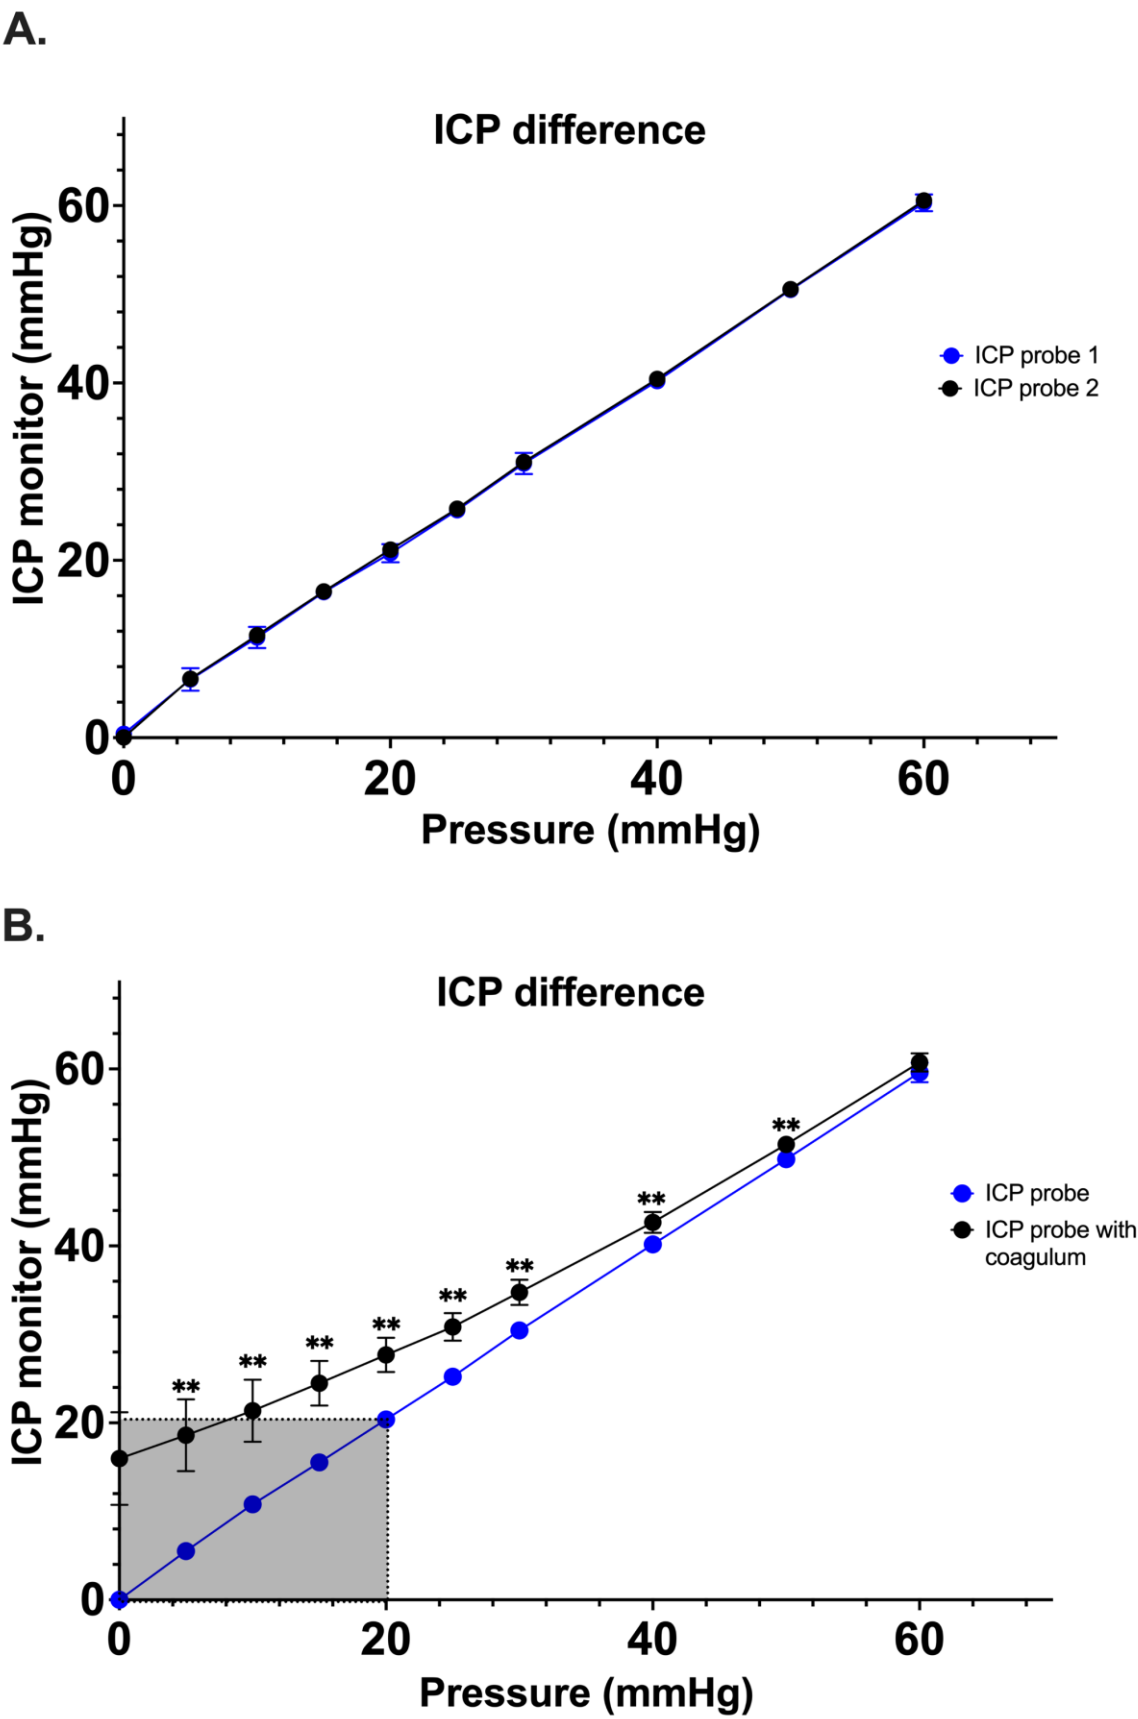 A.
ICP difference
ICP monitor (mmHg)
60
40
20
0
0 20 40 60
Pressure (mmHg)
ICP probe 1
ICP probe 2
B.
ICP difference
ICP monitor (mmHg)
60
40
20
0
** ** ** ** ** ** ** **
0 20 40 60
Pressure (mmHg)
ICP probe
ICP probe with
coagulum